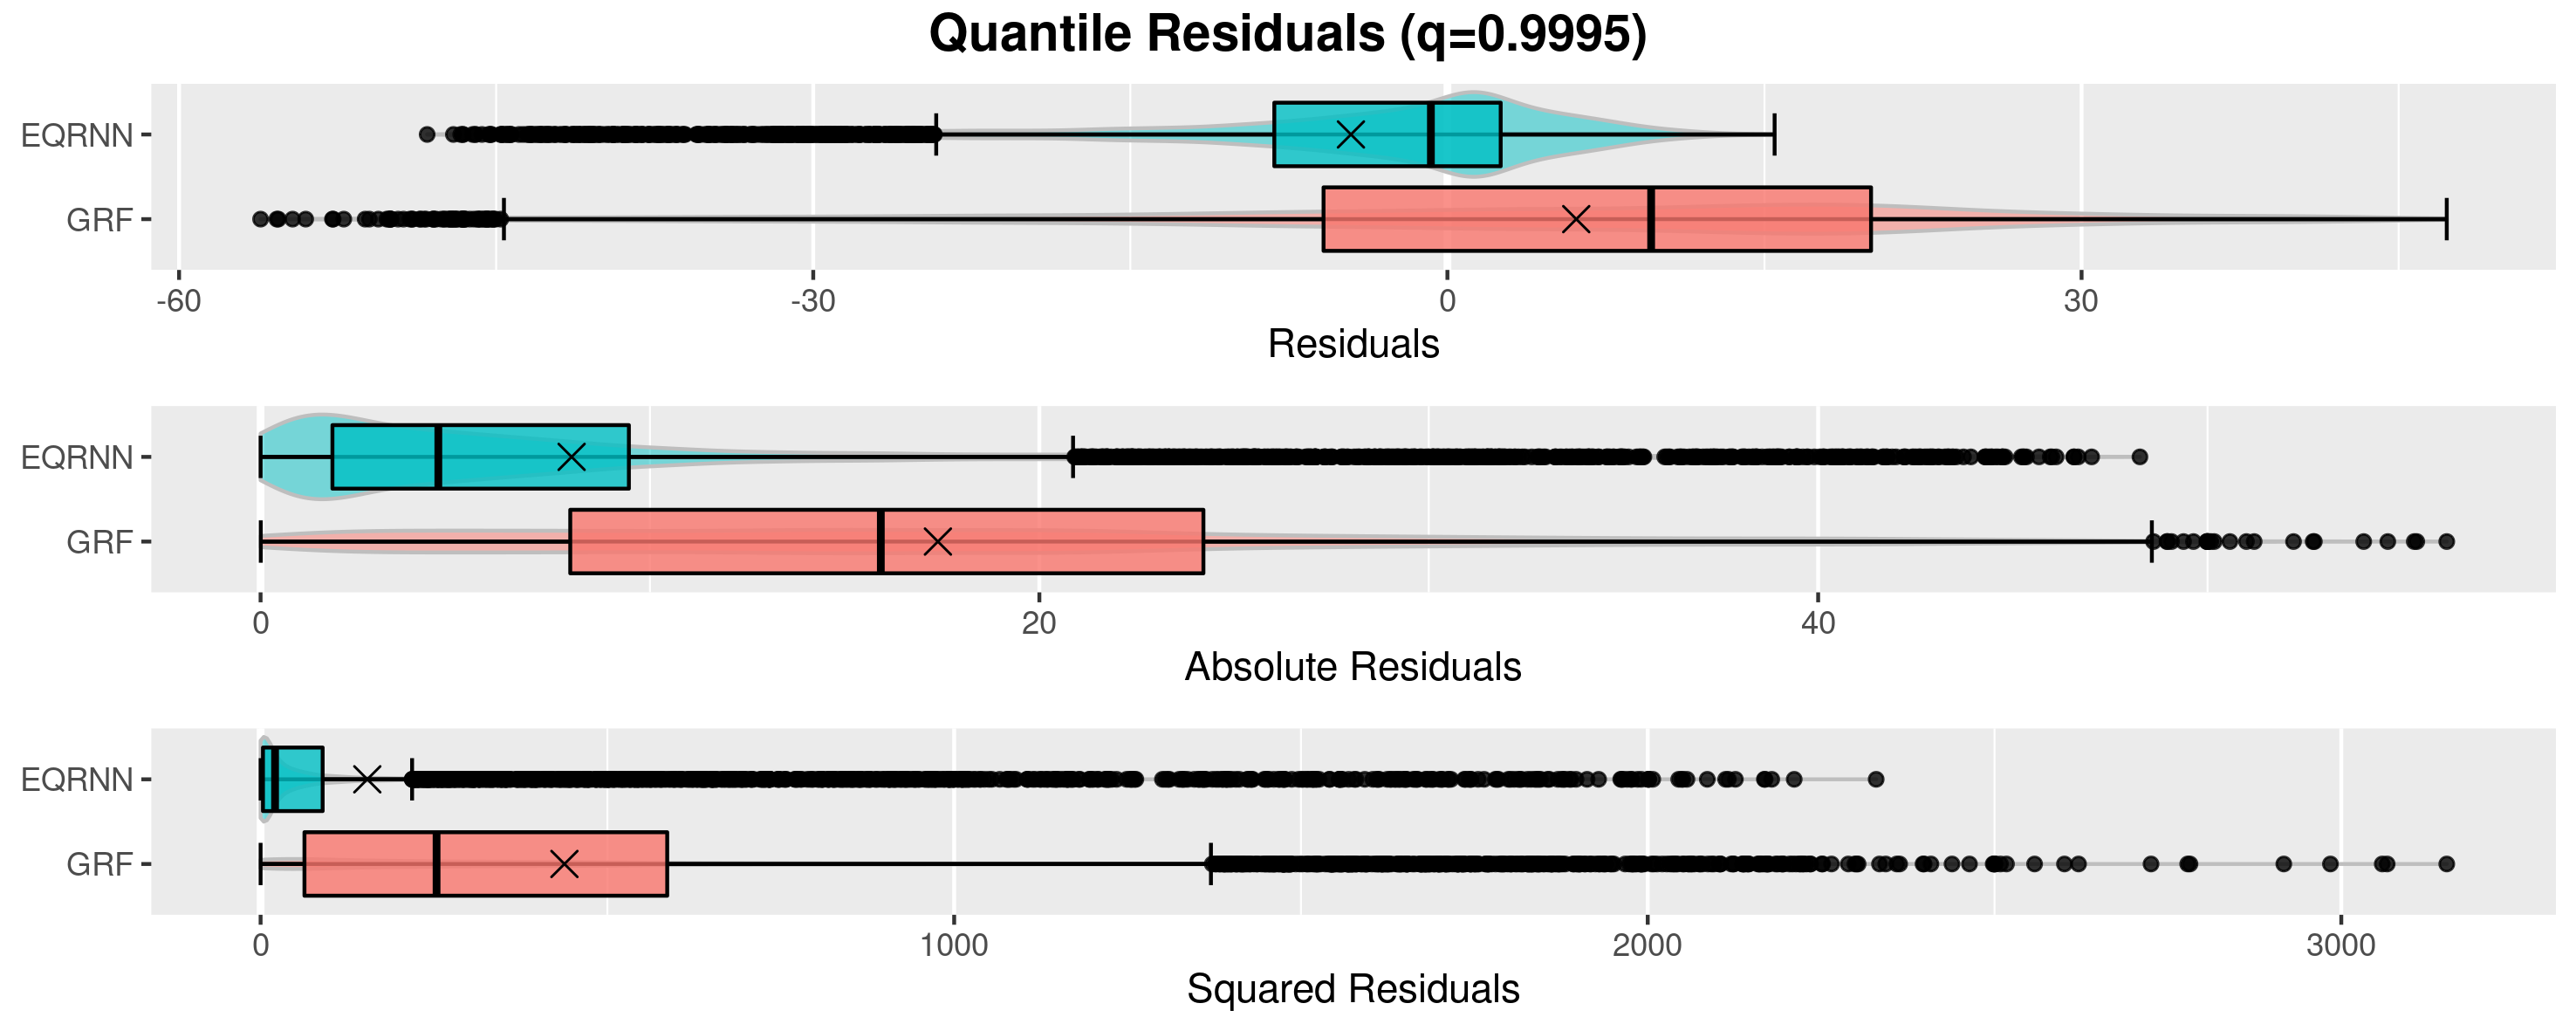 Quantile Residuals (q=0.9995)
EQRNN
GRF
-60 -30 0 30
Residuals
EQRNN
GRF
0 20 40
Absolute Residuals
EQRNN
GRF
0 1000 2000 3000
Squared Residuals